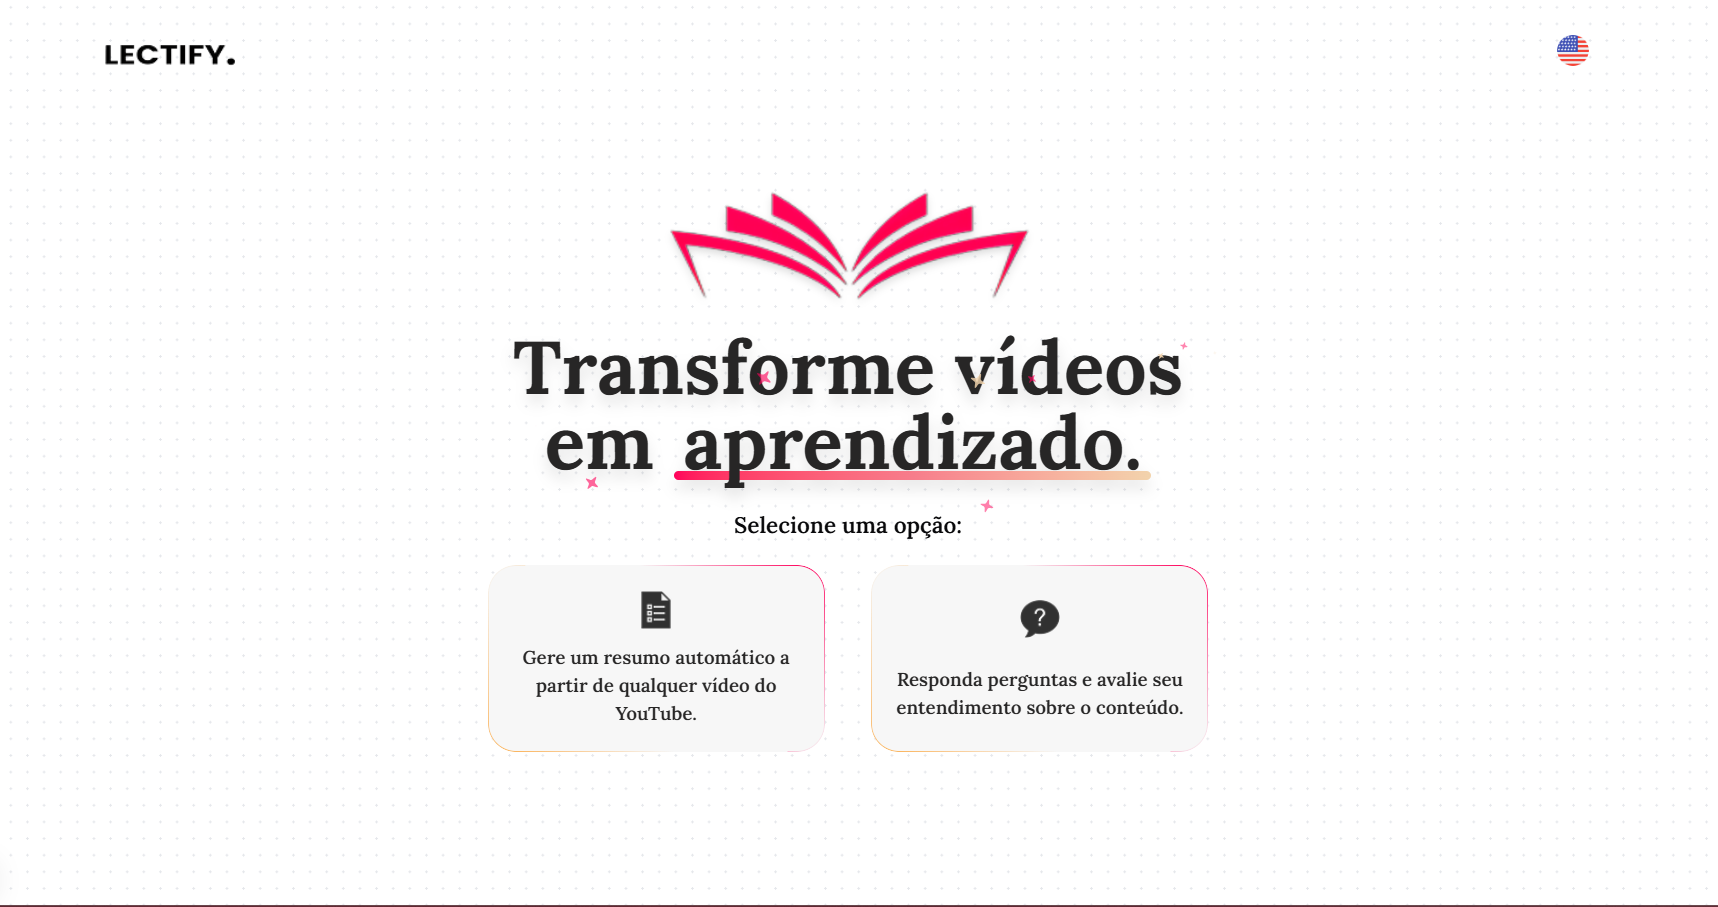 LECTIFY.
Transforme vídeos
em aprendizado.
Selecione uma opção:
Gere um resumo automático a
partir de qualquer vídeo do
YouTube.
?
Responda perguntas e avalie seu
entendimento sobre o conteúdo.